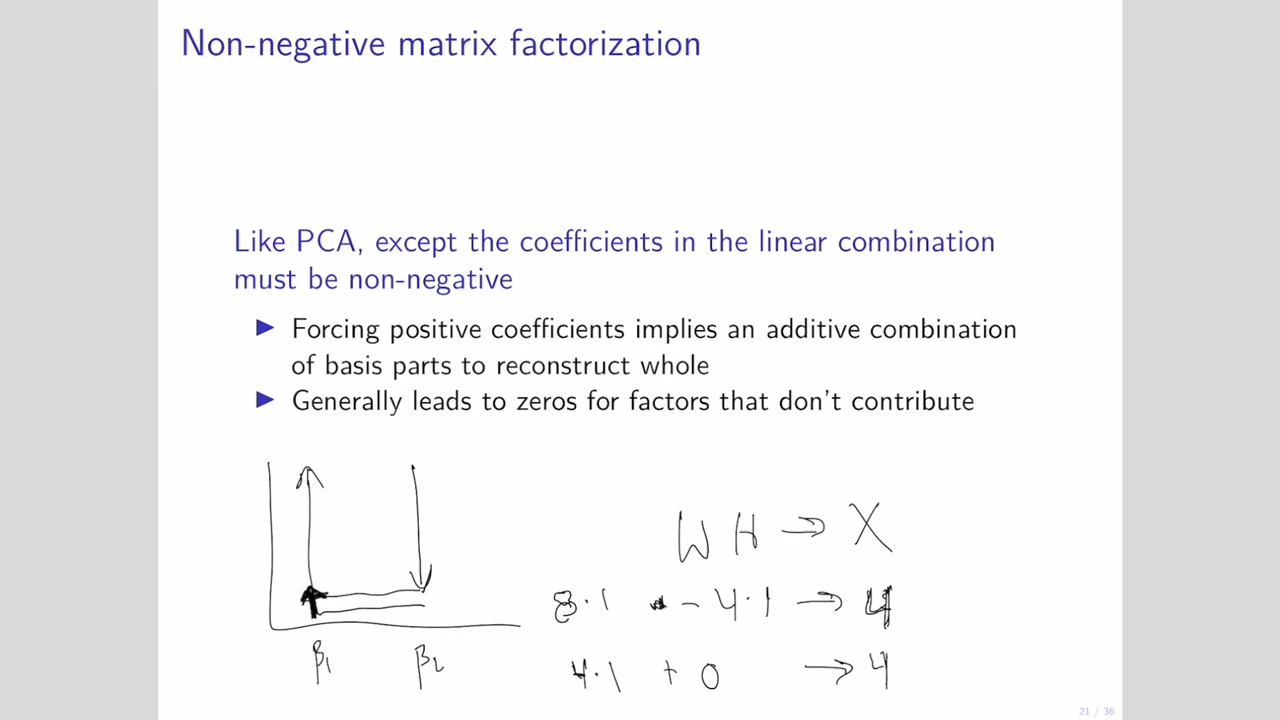 Non-negative matrix factorization
Like PCA, except the coefficients in the linear combination
must be non-negative
▶ Forcing positive coefficients implies an additive combination
of basis parts to reconstruct whole
▶ Generally leads to zeros for factors that don't contribute
W H → X
8·1 - 4·1 → 4
4·1 + 0 → 4
β1 β2
21 / 36